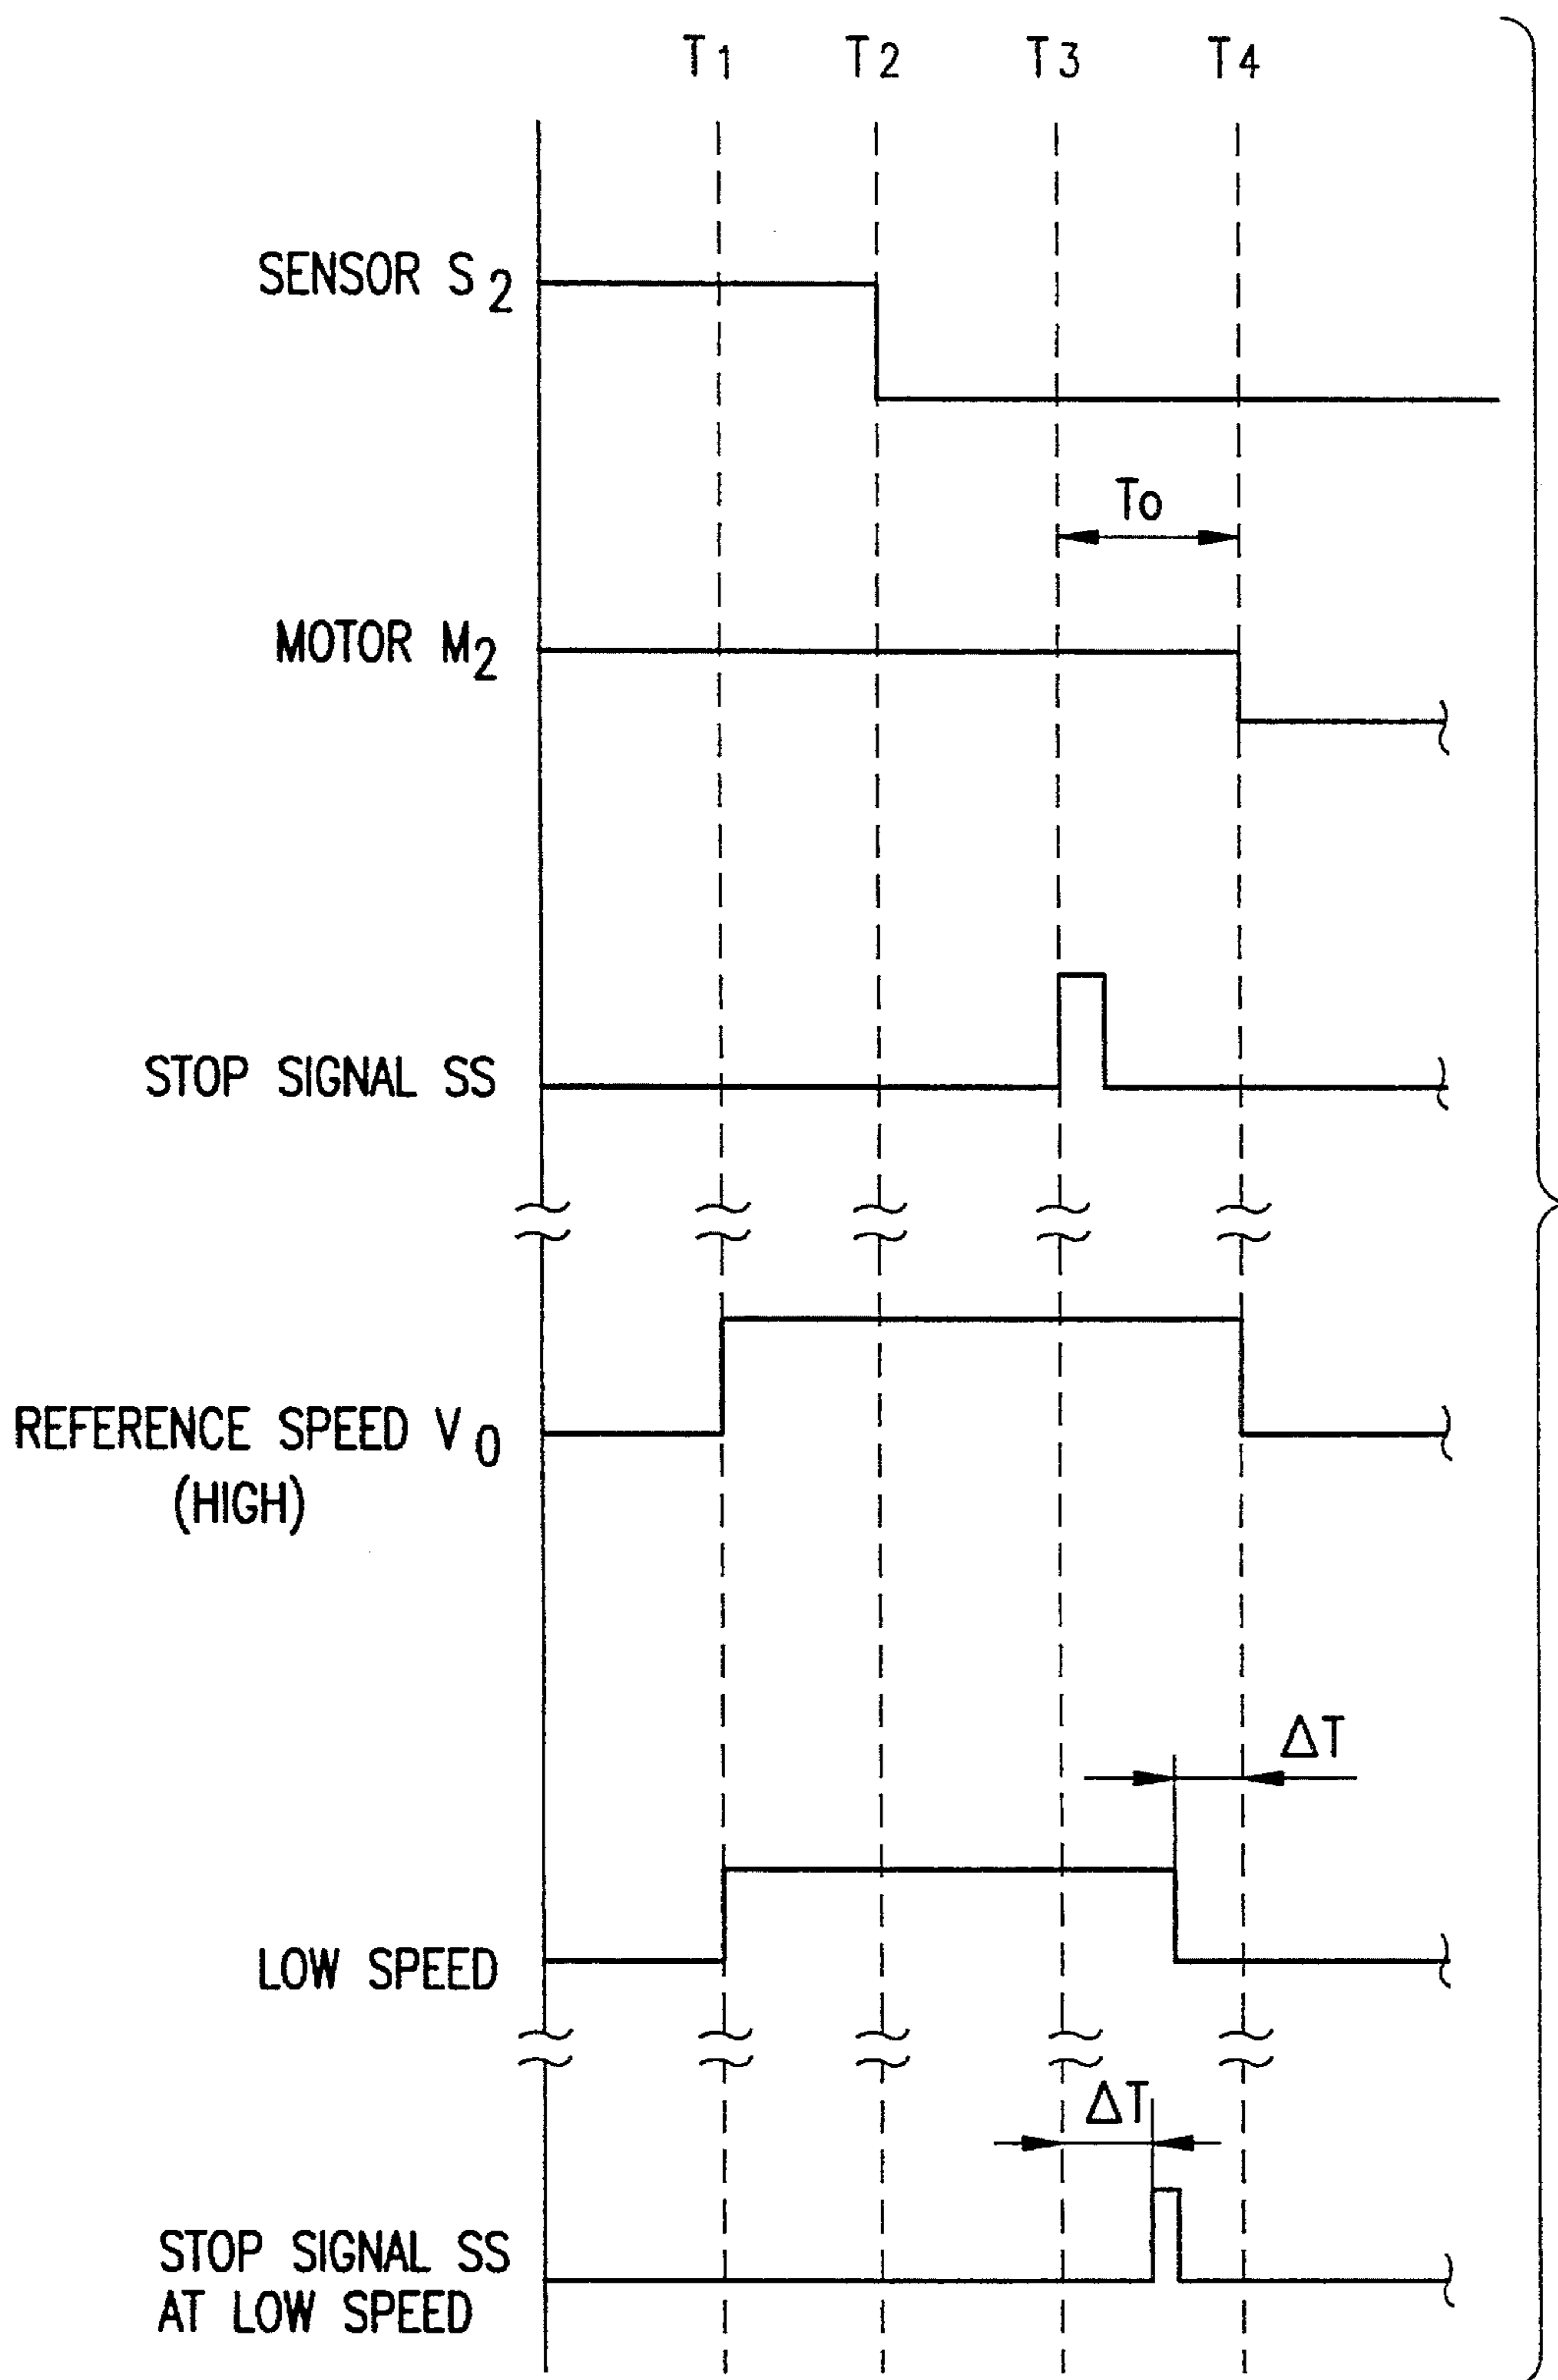 T1 T2 T3 T4
SENSOR S2
To
MOTOR M2
STOP SIGNAL SS
REFERENCE SPEED V0
(HIGH)
ΔT
LOW SPEED
ΔT
STOP SIGNAL SS
AT LOW SPEED